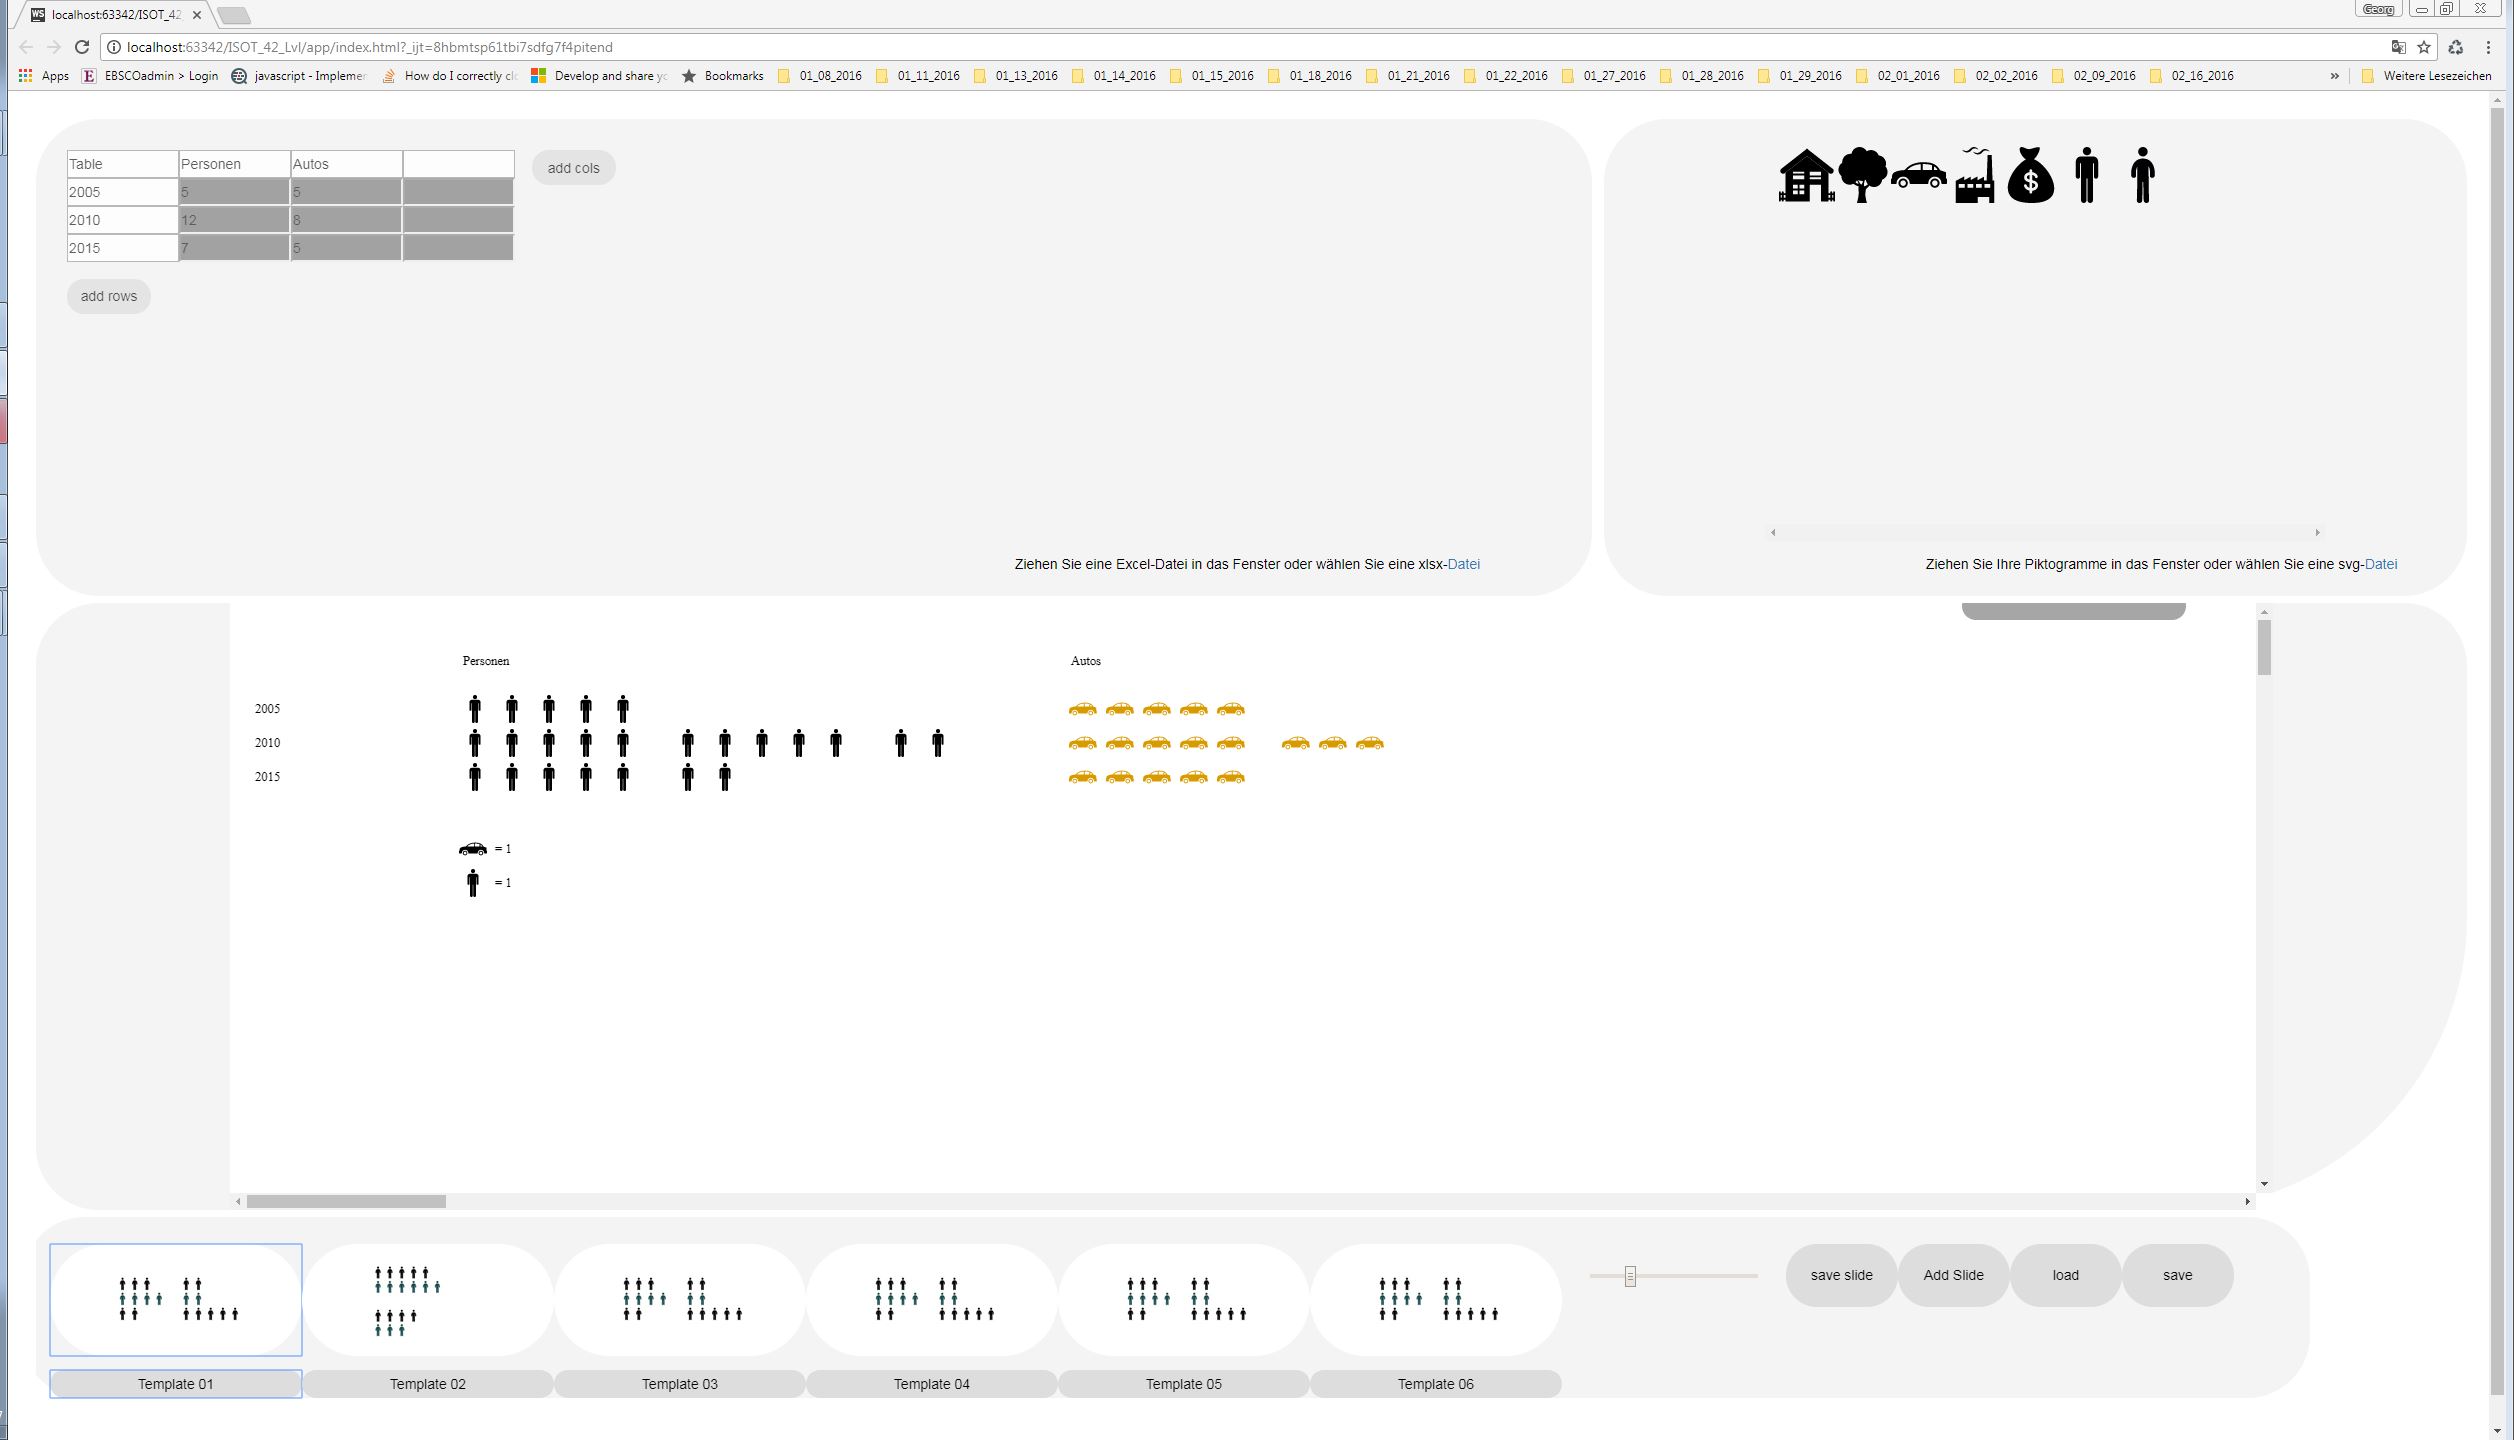 localhost:63342/ISOT_42
Georg
localhost:63342/ISOT_42_Lvl/app/index.html?_ijt=8hbmtsp61tbi7sdfg7f4pitend
Apps EBSCOadmin > Login javascript - Implemer How do I correctly cl Develop and share yo Bookmarks 01_08_2016 01_11_2016 01_13_2016 01_14_2016 01_15_2016 01_18_2016 01_21_2016 01_22_2016 01_27_2016 01_28_2016 01_29_2016 02_01_2016 02_02_2016 02_09_2016 02_16_2016 » Weitere Lesezeichen
Table Personen Autos
add cols
2005 5 5
2010 12 8
2015 7 5
add rows
$
Ziehen Sie eine Excel-Datei in das Fenster oder wählen Sie eine xlsx-Datei
Ziehen Sie Ihre Piktogramme in das Fenster oder wählen Sie eine svg-Datei
Personen Autos
2005
2010
2015
= 1
= 1
save slide Add Slide load save
Template 01 Template 02 Template 03 Template 04 Template 05 Template 06